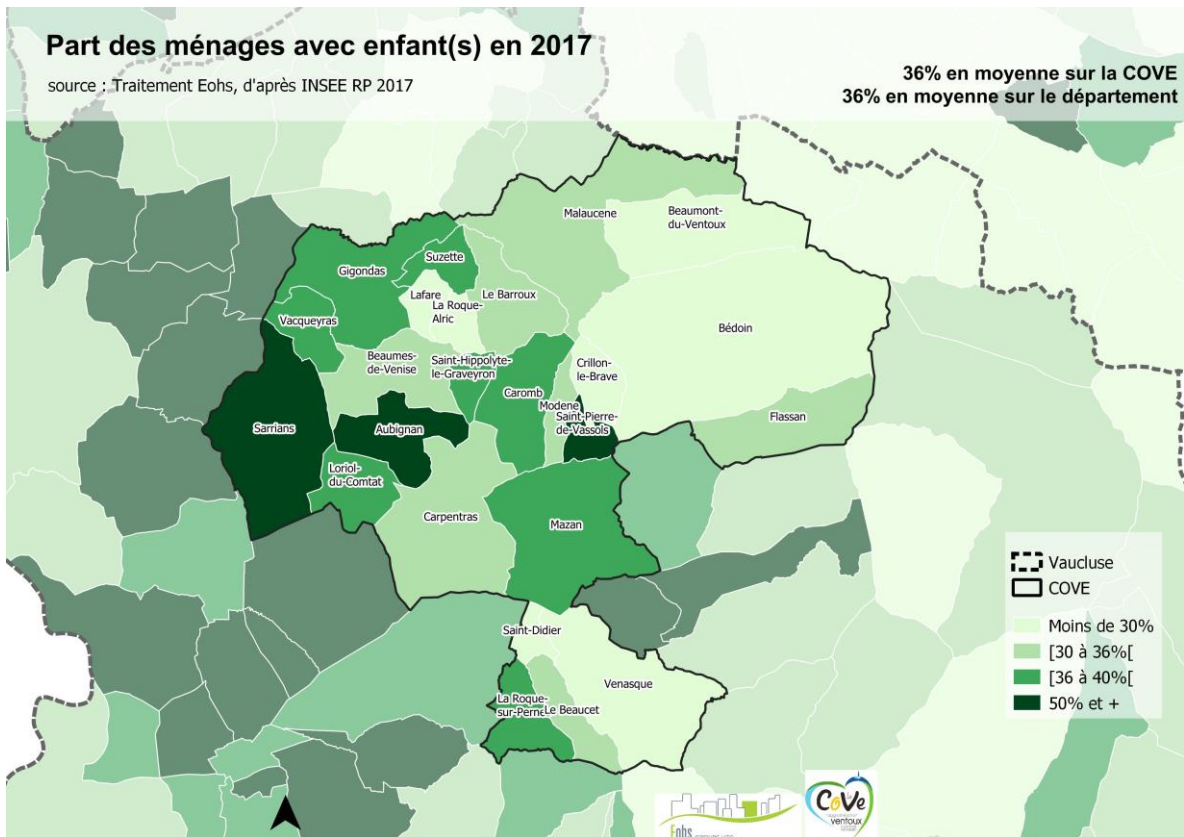 Part des ménages avec enfant(s) en 2017
source : Traitement Eohs, d'après INSEE RP 2017
36% en moyenne sur la COVE
36% en moyenne sur le département
Malaucene
Beaumont-
du-Ventoux
Suzette
Gigondas
Lafare
La Roque-
Alric
Le Barroux
Vacqueyras
Bédoin
Beaumes-
de-Venise
Saint-Hippolyte-
le-Graveyron
Crillon-
le-Brave
Caromb
Modene
Saint-Pierre-
de-Vassols
Flassan
Sarrians
Aubignan
Loriol-
du-Comtat
Carpentras
Mazan
Saint-Didier
Venasque
La Roque-
sur-Perne
Le Beaucet
Vaucluse
COVE
Moins de 30%
[30 à 36%[
[36 à 40%[
50% et +
Eohs
la
CoVe
ventoux